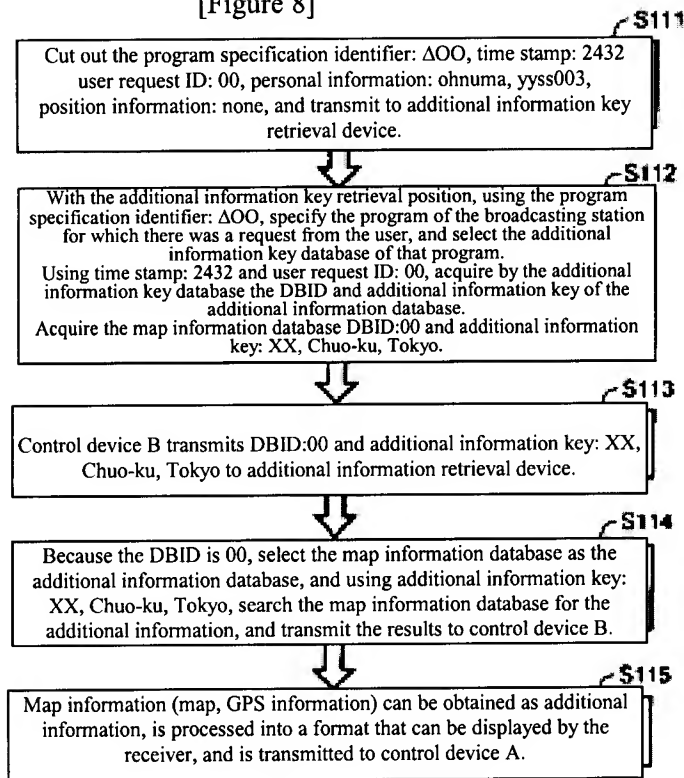 [Figure 8]
S111
Cut out the program specification identifier: ΔOO, time stamp: 2432
user request ID: 00, personal information: ohnuma, yyss003,
position information: none, and transmit to additional information key
retrieval device.
S112
With the additional information key retrieval position, using the program
specification identifier: ΔOO, specify the program of the broadcasting station
for which there was a request from the user, and select the additional
information key database of that program.
Using time stamp: 2432 and user request ID: 00, acquire by the additional
information key database the DBID and additional information key of the
additional information database.
Acquire the map information database DBID:00 and additional information
key: XX, Chuo-ku, Tokyo.
S113
Control device B transmits DBID:00 and additional information key: XX,
Chuo-ku, Tokyo to additional information retrieval device.
S114
Because the DBID is 00, select the map information database as the
additional information database, and using additional information key:
XX, Chuo-ku, Tokyo, search the map information database for the
additional information, and transmit the results to control device B.
S115
Map information (map, GPS information) can be obtained as additional
information, is processed into a format that can be displayed by the
receiver, and is transmitted to control device A.